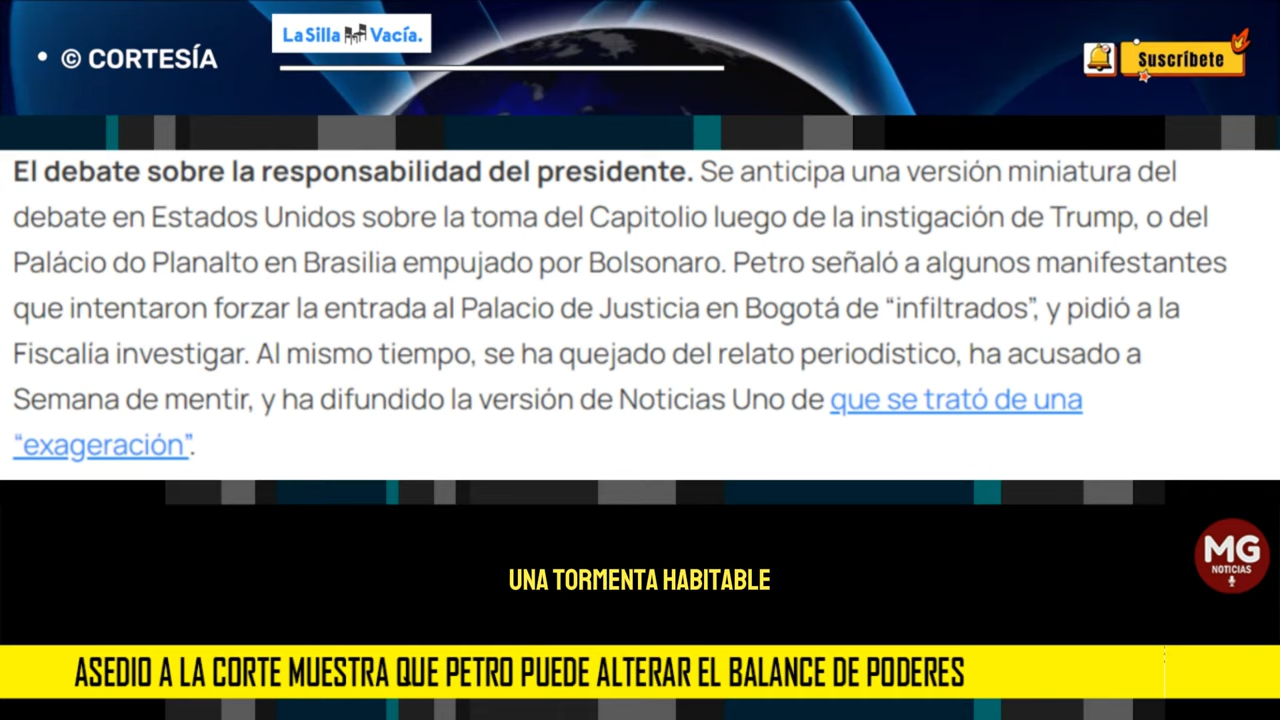 • © CORTESÍA
La Silla Vacía.
Suscríbete
El debate sobre la responsabilidad del presidente. Se anticipa una versión miniatura del
debate en Estados Unidos sobre la toma del Capitolio luego de la instigación de Trump, o del
Palácio do Planalto en Brasilia empujado por Bolsonaro. Petro señaló a algunos manifestantes
que intentaron forzar la entrada al Palacio de Justicia en Bogotá de “infiltrados”, y pidió a la
Fiscalía investigar. Al mismo tiempo, se ha quejado del relato periodístico, ha acusado a
Semana de mentir, y ha difundido la versión de Noticias Uno de que se trató de una
“exageración”.
MG
NOTICIAS
UNA TORMENTA HABITABLE
ASEDIO A LA CORTE MUESTRA QUE PETRO PUEDE ALTERAR EL BALANCE DE PODERES